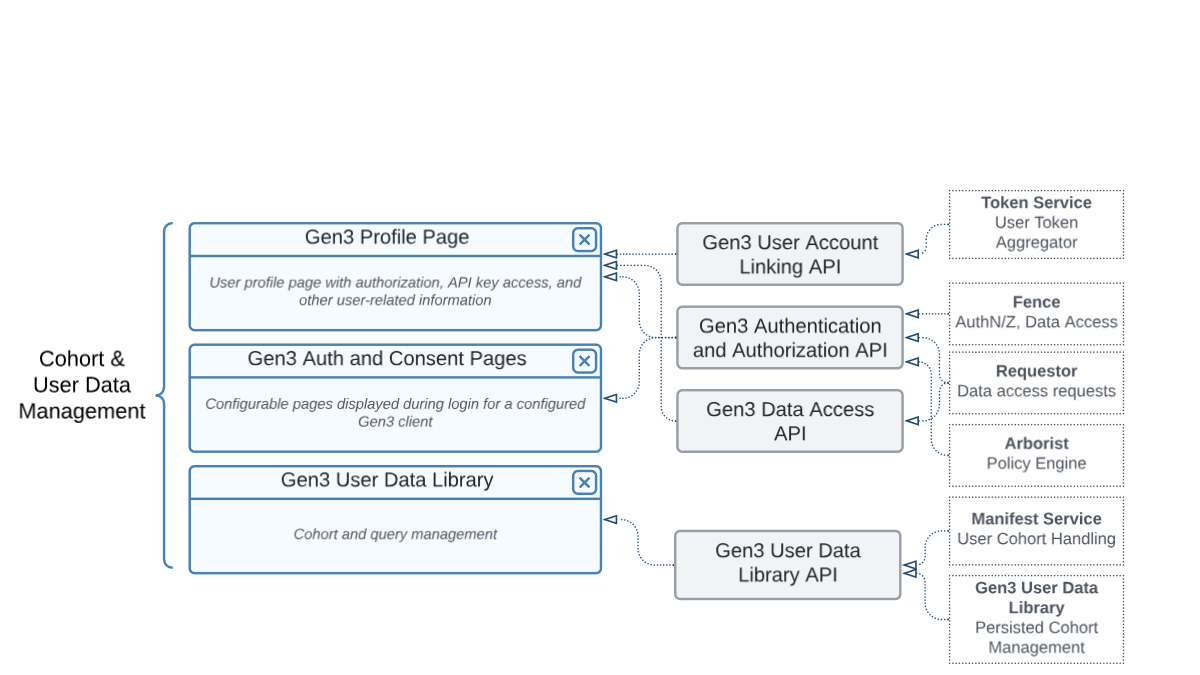 Cohort &
User Data
Management
Gen3 Profile Page
User profile page with authorization, API key access, and
other user-related information
Gen3 Auth and Consent Pages
Configurable pages displayed during login for a configured
Gen3 client
Gen3 User Data Library
Cohort and query management
Gen3 User Account
Linking API
Gen3 Authentication
and Authorization API
Gen3 Data Access
API
Gen3 User Data
Library API
Token Service
User Token
Aggregator
Fence
AuthN/Z, Data Access
Requestor
Data access requests
Arborist
Policy Engine
Manifest Service
User Cohort Handling
Gen3 User Data
Library
Persisted Cohort
Management